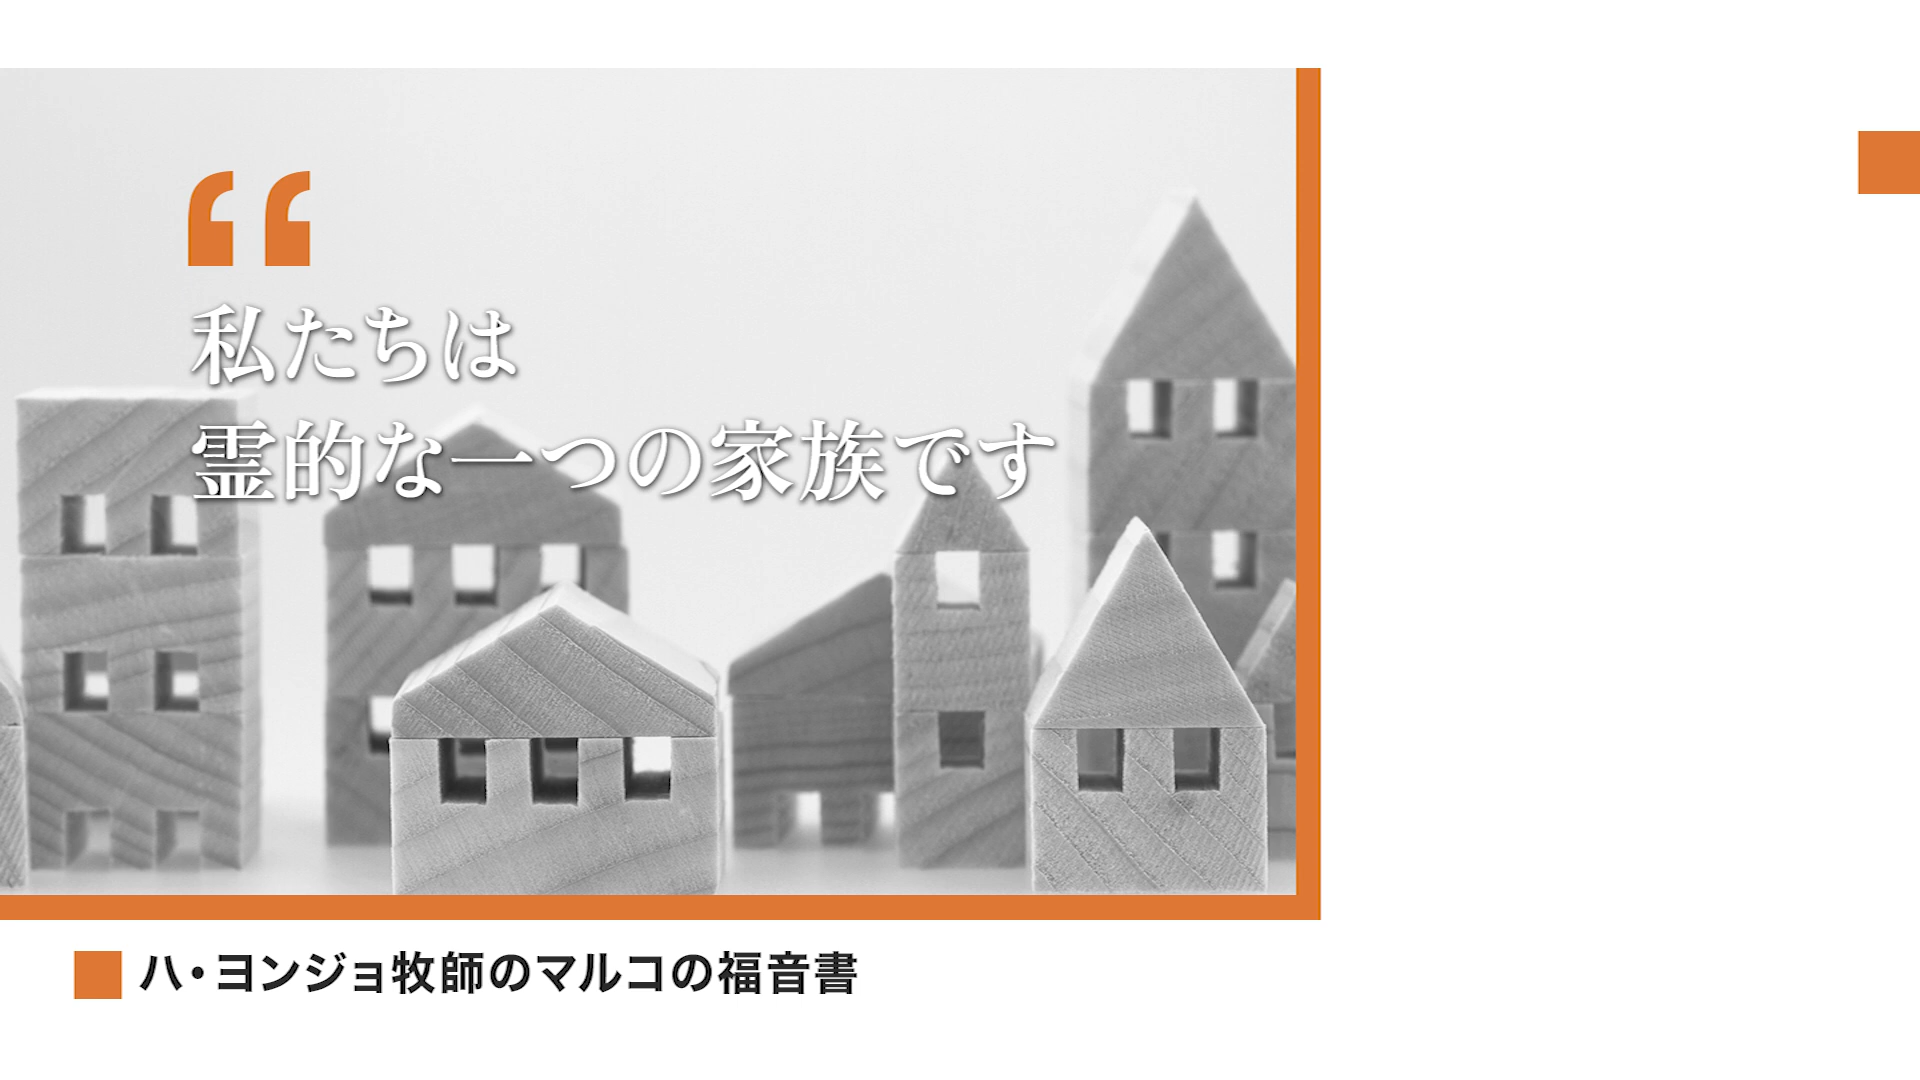 “
私たちは
霊的な一つの家族です
ハ・ヨンジョ牧師のマルコの福音書